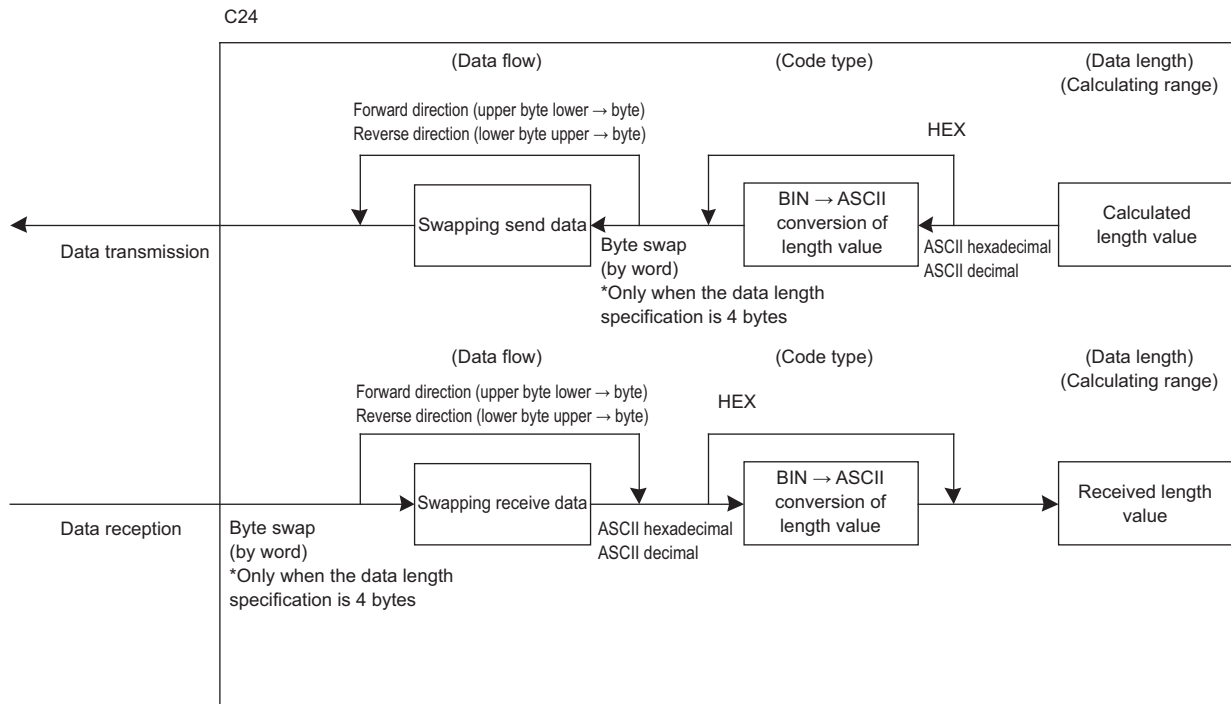 C24
(Data flow)
(Code type)
(Data length)
(Calculating range)
Forward direction (upper byte lower → byte)
Reverse direction (lower byte upper → byte)
HEX
Swapping send data
BIN → ASCII
conversion of
length value
Calculated
length value
Data transmission
Byte swap
(by word)
*Only when the data length
specification is 4 bytes
ASCII hexadecimal
ASCII decimal
(Data flow)
(Code type)
(Data length)
(Calculating range)
Forward direction (upper byte lower → byte)
Reverse direction (lower byte upper → byte)
HEX
Swapping receive data
BIN → ASCII
conversion of
length value
Received length
value
Data reception
Byte swap
(by word)
*Only when the data length
specification is 4 bytes
ASCII hexadecimal
ASCII decimal